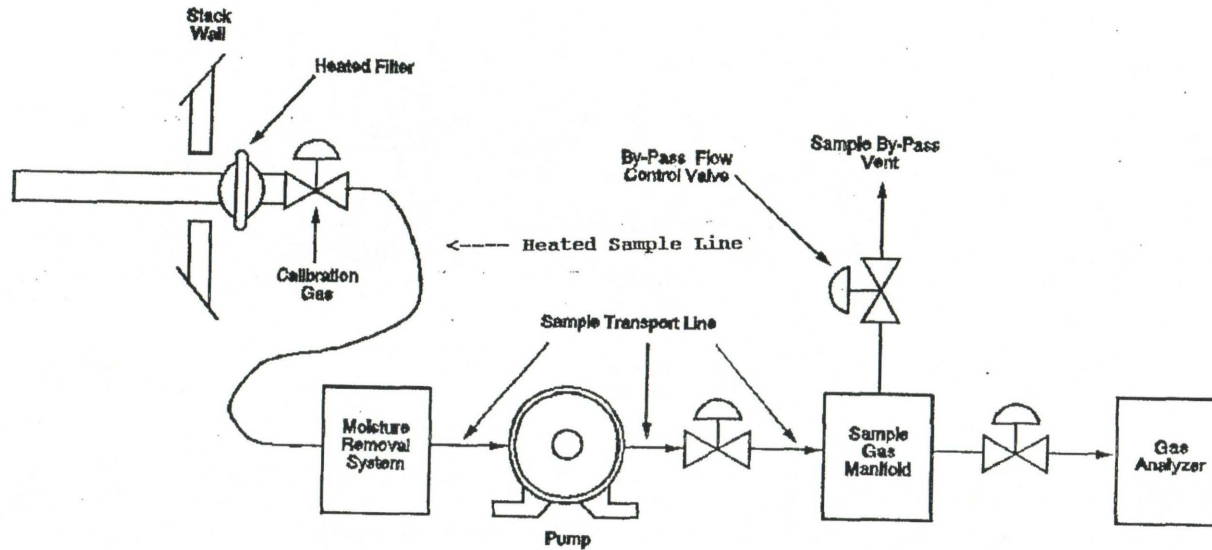 Stack
Wall
Heated Filter
By-Pass Flow
Control Valve
Sample By-Pass
Vent
<---- Heated Sample Line
Calibration
Gas
Sample Transport Line
Moisture
Removal
System
Pump
Sample
Gas
Manifold
Gas
Analyzer